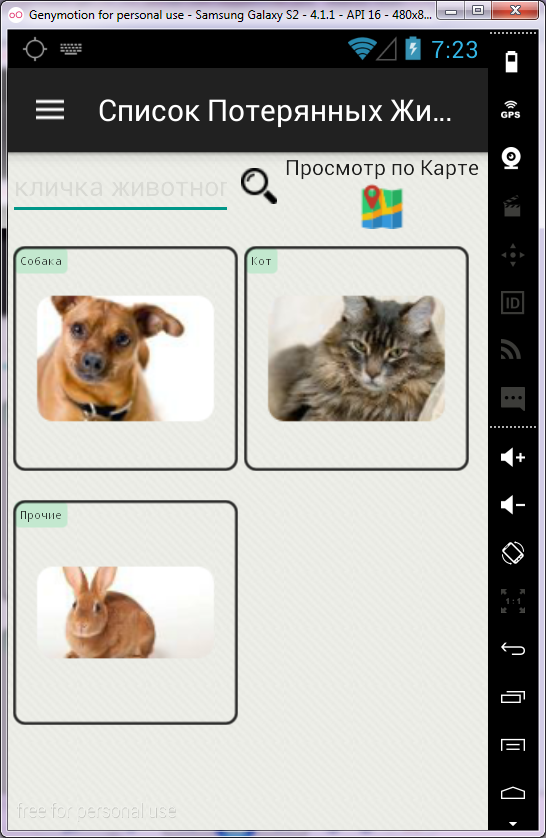 Genymotion for personal use - Samsung Galaxy S2 - 4.1.1 - API 16 - 480x8...
7:23
Список Потерянных Жи...
GPS
кличка животног
Просмотр по Карте
ID
Собака
Кот
Прочие
1:1
free for personal use